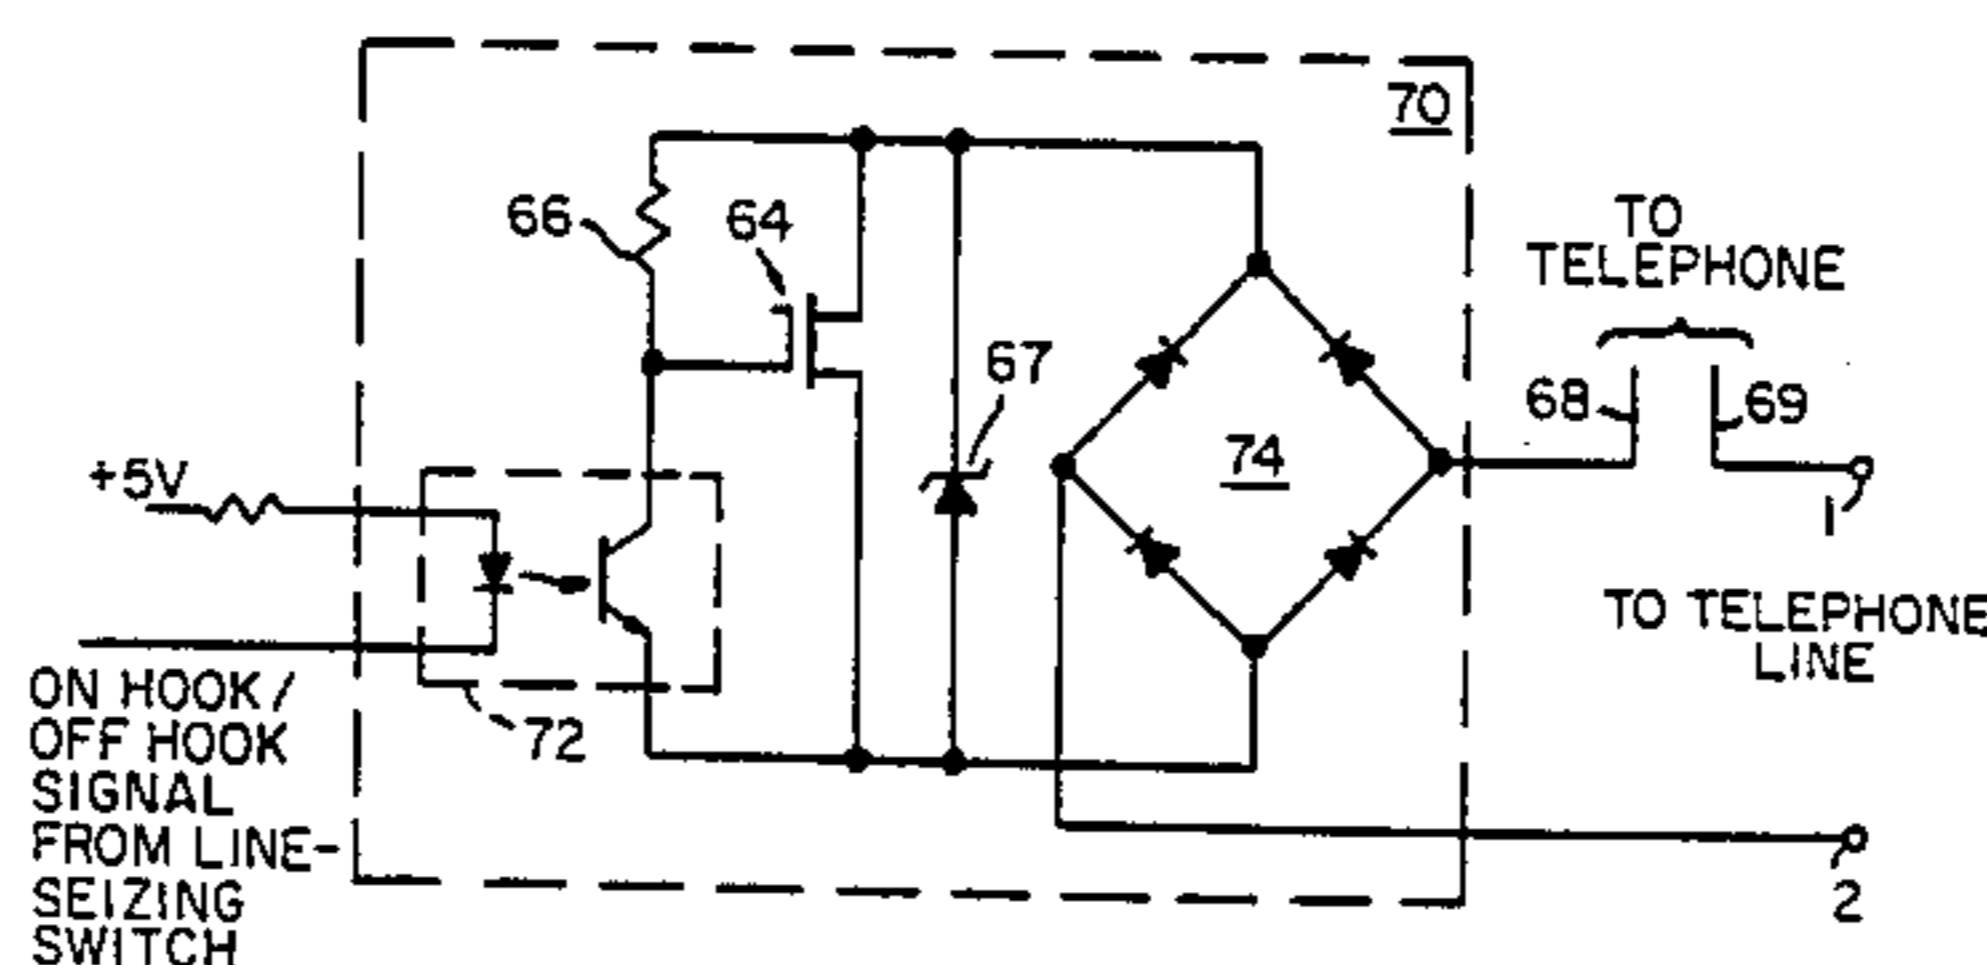 70
66
64
TO
TELEPHONE
67
68
69
74
+5V
1
TO TELEPHONE
LINE
72
ON HOOK/
OFF HOOK
SIGNAL
FROM LINE-
SEIZING
SWITCH
2